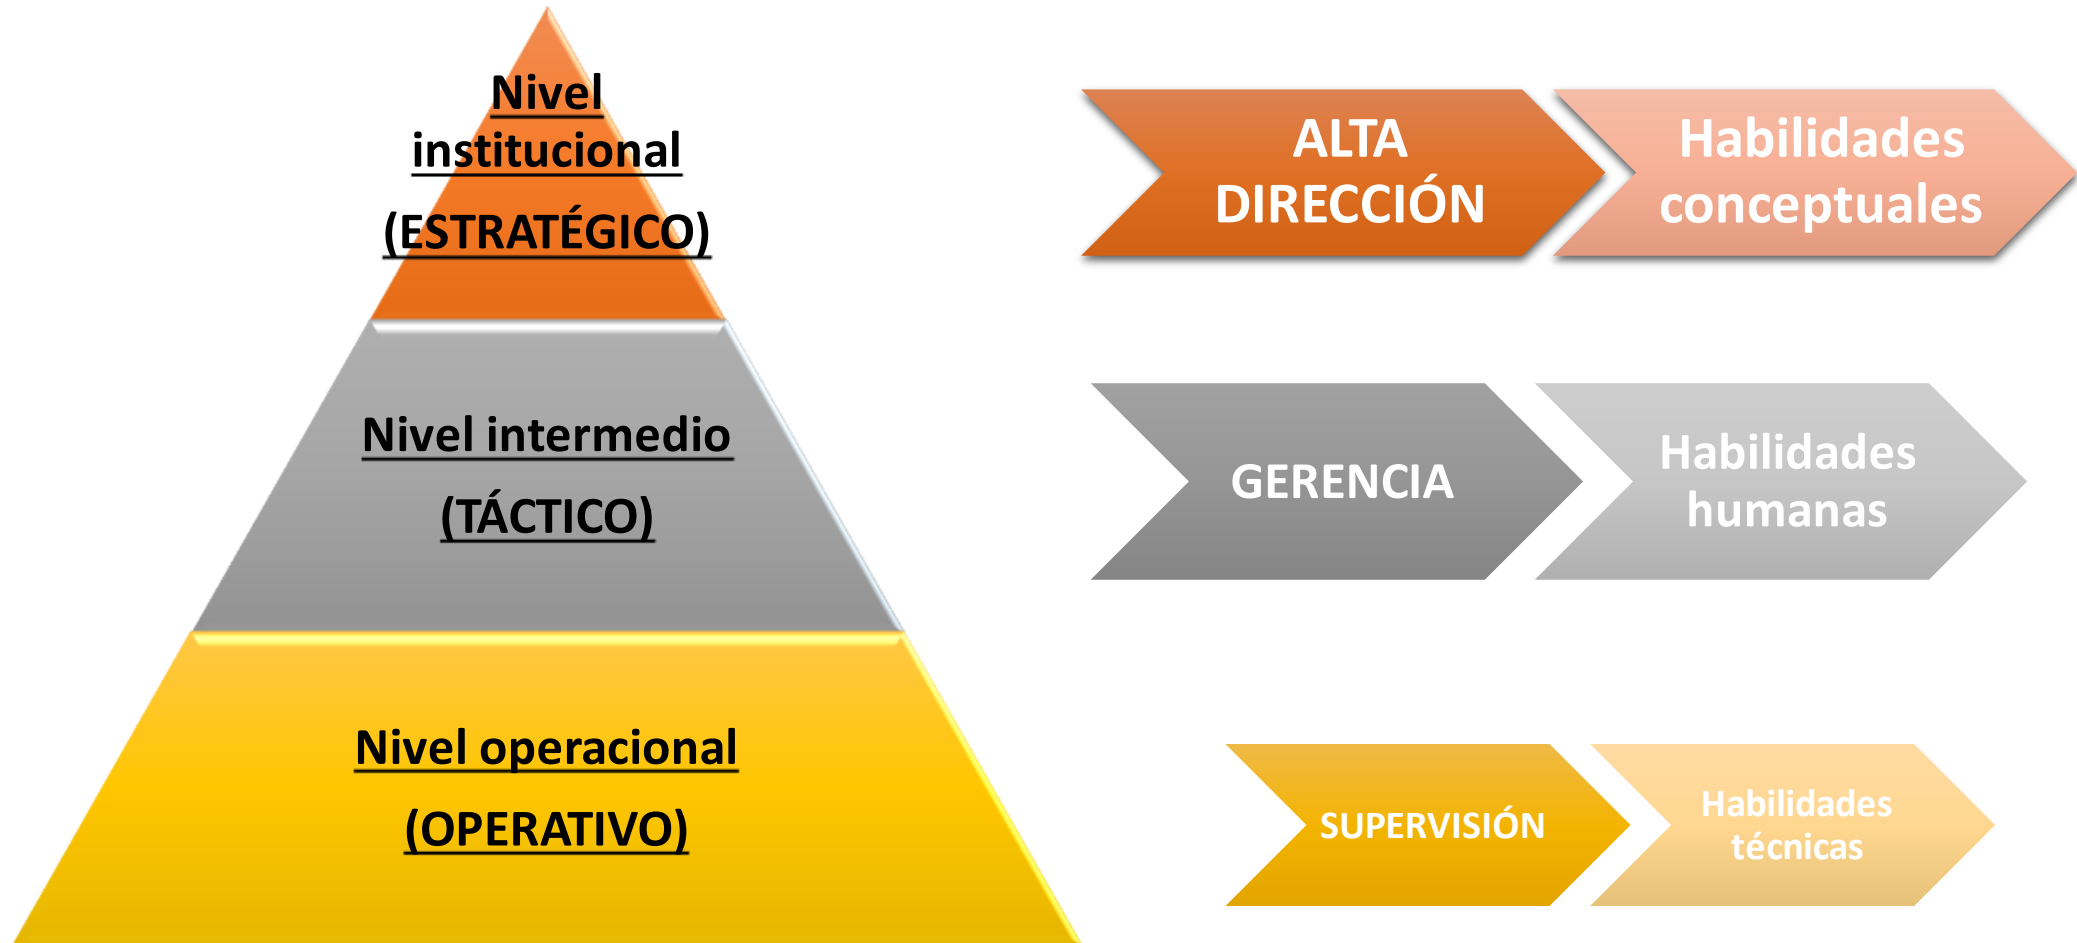 Nivel
institucional
(ESTRATÉGICO)
ALTA
DIRECCIÓN
Habilidades
conceptuales
Nivel intermedio
(TÁCTICO)
GERENCIA
Habilidades
humanas
Nivel operacional
(OPERATIVO)
SUPERVISIÓN
Habilidades
técnicas